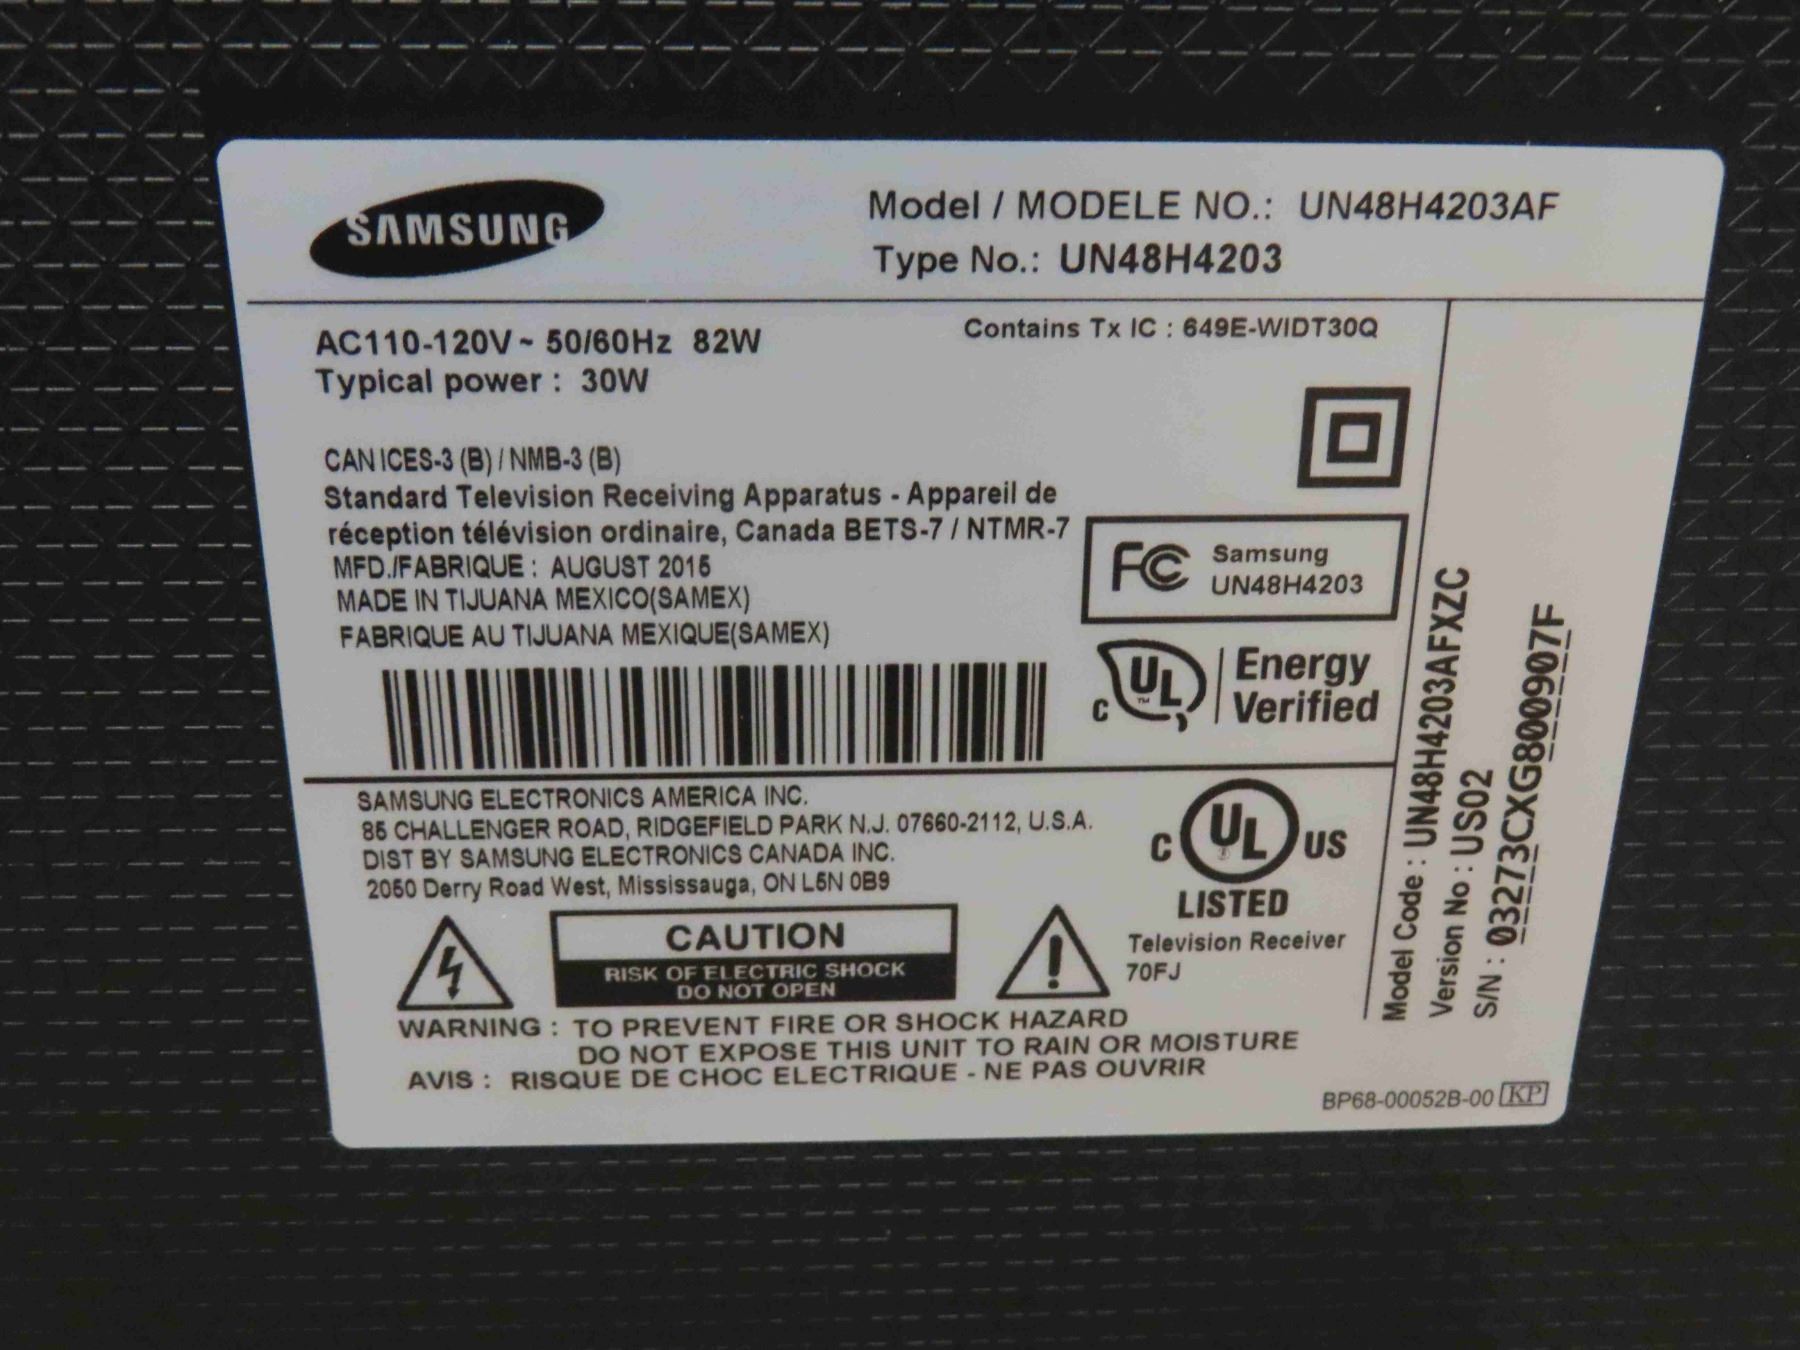 SAMSUNG
Model / MODELE NO.: UN48H4203AF
Type No.: UN48H4203
AC110-120V ~ 50/60Hz 82W
Typical power : 30W
Contains Tx IC : 649E-WIDT30Q
CAN ICES-3 (B) / NMB-3 (B)
Standard Television Receiving Apparatus - Appareil de
réception télévision ordinaire, Canada BETS-7 / NTMR-7
MFD./FABRIQUE : AUGUST 2015
MADE IN TIJUANA MEXICO(SAMEX)
FABRIQUE AU TIJUANA MEXIQUE(SAMEX)
FC Samsung
UN48H4203
C UL TM Energy
Verified
SAMSUNG ELECTRONICS AMERICA INC.
85 CHALLENGER ROAD, RIDGEFIELD PARK N.J. 07660-2112, U.S.A.
DIST BY SAMSUNG ELECTRONICS CANADA INC.
2050 Derry Road West, Mississauga, ON L5N 0B9
C UL ® US
LISTED
Television Receiver
70FJ
CAUTION
RISK OF ELECTRIC SHOCK
DO NOT OPEN
WARNING : TO PREVENT FIRE OR SHOCK HAZARD
DO NOT EXPOSE THIS UNIT TO RAIN OR MOISTURE
AVIS : RISQUE DE CHOC ELECTRIQUE - NE PAS OUVRIR
BP68-00052B-00 KP
Model Code : UN48H4203AFXZC
Version No : US02
S/N : 03273CXG800907F